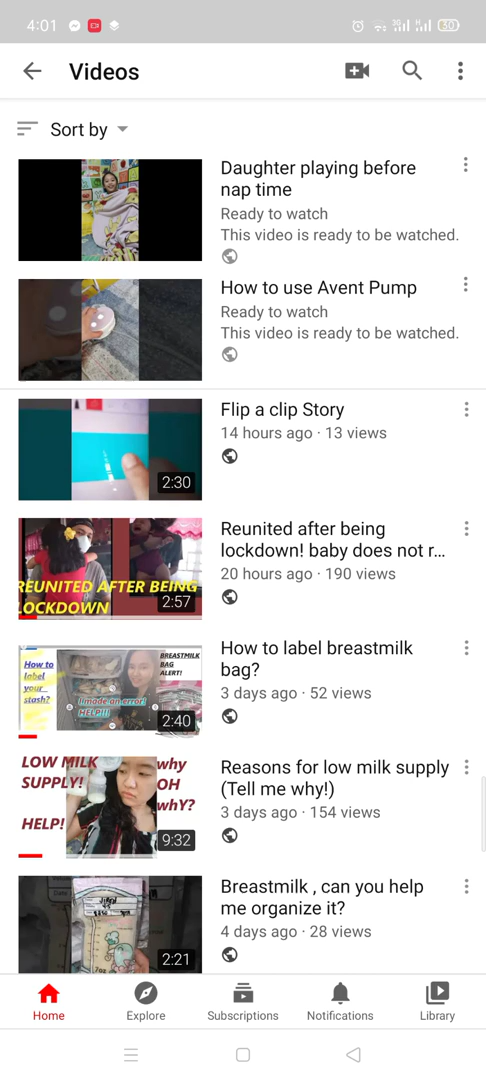 4:01
3G
30
Videos
Sort by
Daughter playing before
nap time
Ready to watch
This video is ready to be watched.
How to use Avent Pump
Ready to watch
This video is ready to be watched.
Flip a clip Story
14 hours ago · 13 views
2:30
Reunited after being
lockdown! baby does not r...
20 hours ago · 190 views
REUNITED AFTER BEING
LOCKDOWN
2:57
How to label breastmilk
bag?
3 days ago · 52 views
How to
label
your
stash?
BREASTMILK
BAG
ALERT!
I made an error!
HELP!!!
2:40
Reasons for low milk supply
(Tell me why!)
3 days ago · 154 views
LOW MILK
SUPPLY!
HELP!
why
OH
whY?
9:32
Breastmilk , can you help
me organize it?
4 days ago · 28 views
2:21
Home
Explore
Subscriptions
Notifications
Library